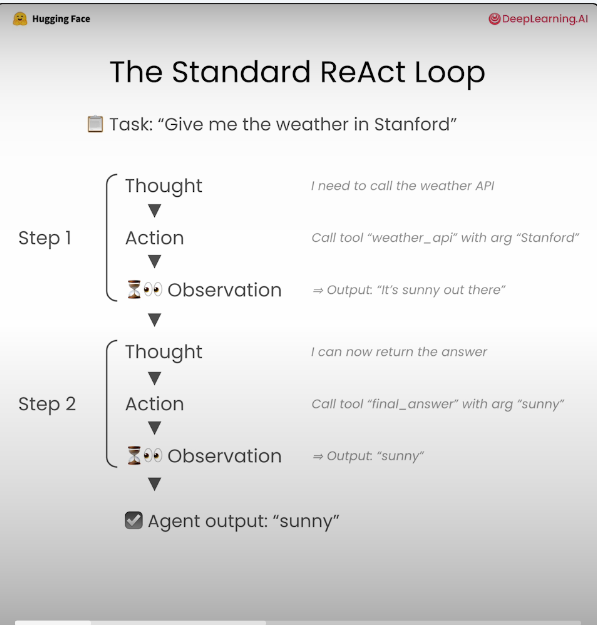 Hugging Face
DeepLearning.AI
The Standard ReAct Loop
Task: “Give me the weather in Stanford”
Step 1
Thought
I need to call the weather API
Action
Call tool “weather_api” with arg “Stanford”
Observation
⇒ Output: “It’s sunny out there”
Step 2
Thought
I can now return the answer
Action
Call tool “final_answer” with arg “sunny”
Observation
⇒ Output: “sunny”
Agent output: “sunny”